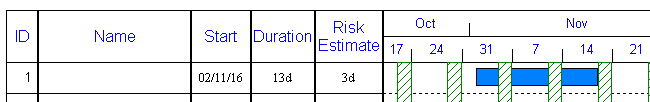 Oct Nov
ID Name Start Duration Risk Estimate
17 24 31 7 14 21
1 02/11/16 13d 3d